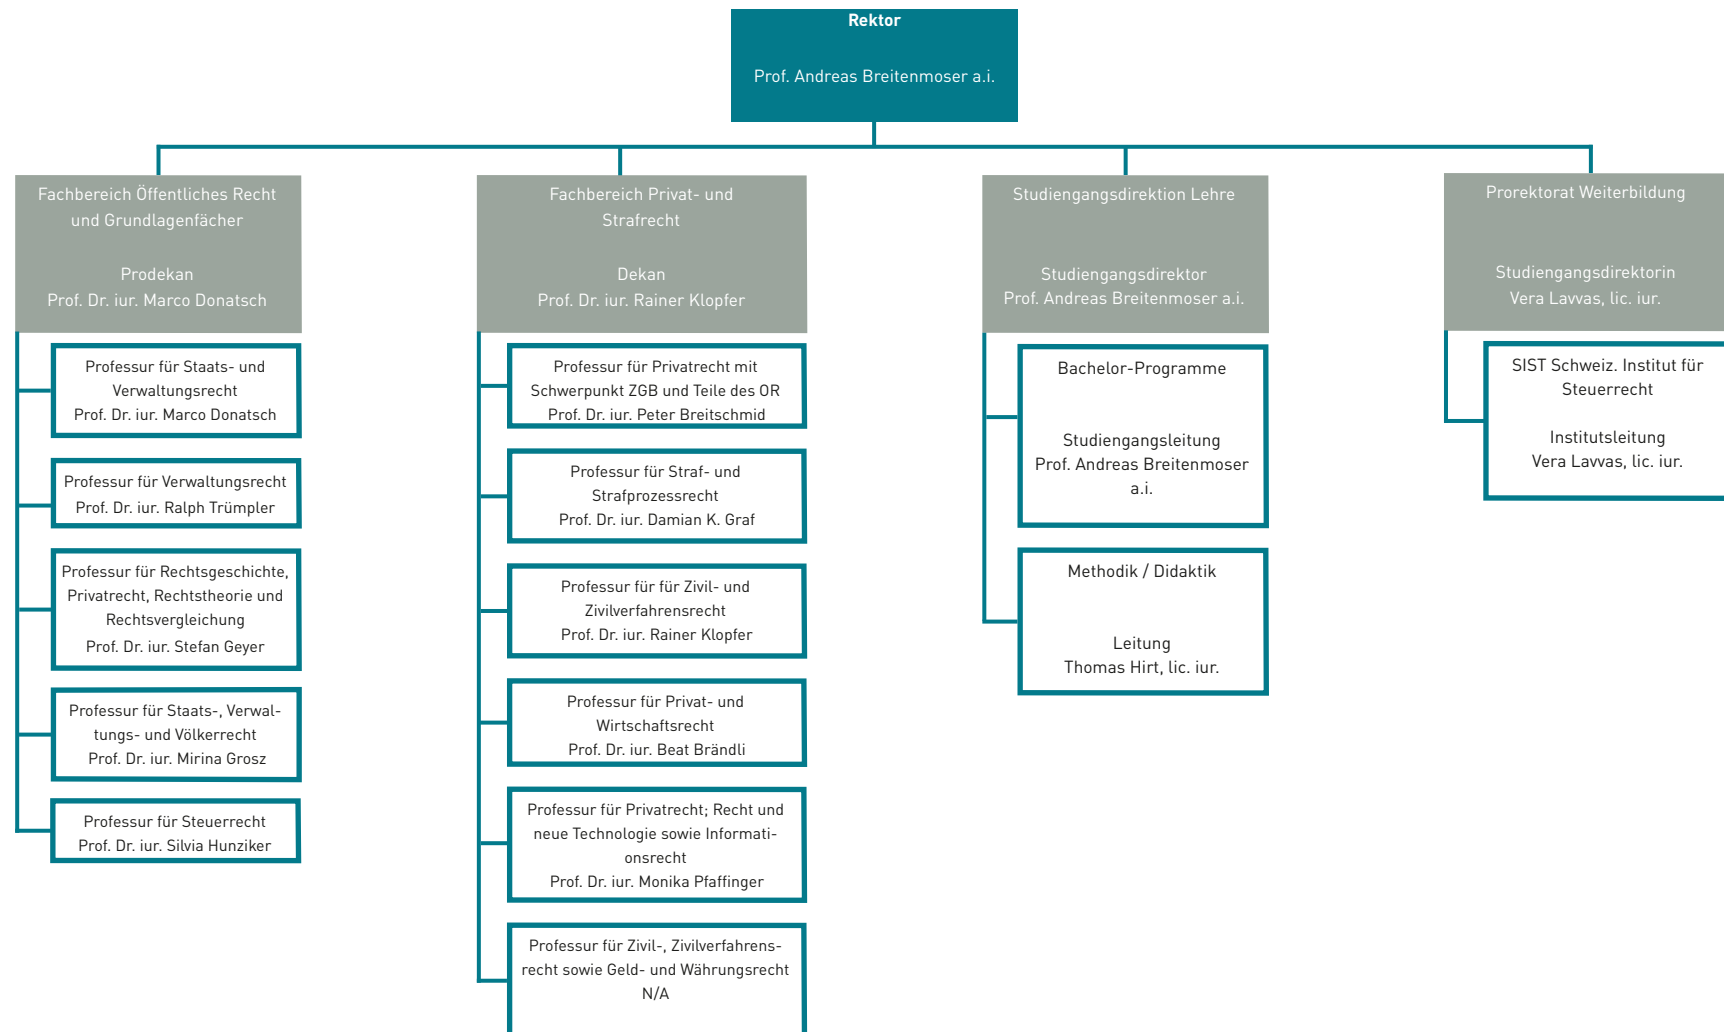 Rektor
Prof. Andreas Breitenmoser a.i.
Fachbereich Öffentliches Recht
und Grundlagenfächer
Prodekan
Prof. Dr. iur. Marco Donatsch
Professur für Staats- und
Verwaltungsrecht
Prof. Dr. iur. Marco Donatsch
Professur für Verwaltungsrecht
Prof. Dr. iur. Ralph Trümpler
Professur für Rechtsgeschichte,
Privatrecht, Rechtstheorie und
Rechtsvergleichung
Prof. Dr. iur. Stefan Geyer
Professur für Staats-, Verwal-
tungs- und Völkerrecht
Prof. Dr. iur. Mirina Grosz
Professur für Steuerrecht
Prof. Dr. iur. Silvia Hunziker
Fachbereich Privat- und
Strafrecht
Dekan
Prof. Dr. iur. Rainer Klopfer
Professur für Privatrecht mit
Schwerpunkt ZGB und Teile des OR
Prof. Dr. iur. Peter Breitschmid
Professur für Straf- und
Strafprozessrecht
Prof. Dr. iur. Damian K. Graf
Professur für für Zivil- und
Zivilverfahrensrecht
Prof. Dr. iur. Rainer Klopfer
Professur für Privat- und
Wirtschaftsrecht
Prof. Dr. iur. Beat Brändli
Professur für Privatrecht; Recht und
neue Technologie sowie Informati-
onsrecht
Prof. Dr. iur. Monika Pfaffinger
Professur für Zivil-, Zivilverfahrens-
recht sowie Geld- und Währungsrecht
N/A
Studiengangsdirektion Lehre
Studiengangsdirektor
Prof. Andreas Breitenmoser a.i.
Bachelor-Programme
Studiengangsleitung
Prof. Andreas Breitenmoser
a.i.
Methodik / Didaktik
Leitung
Thomas Hirt, lic. iur.
Prorektorat Weiterbildung
Studiengangsdirektorin
Vera Lavvas, lic. iur.
SIST Schweiz. Institut für
Steuerrecht
Institutsleitung
Vera Lavvas, lic. iur.